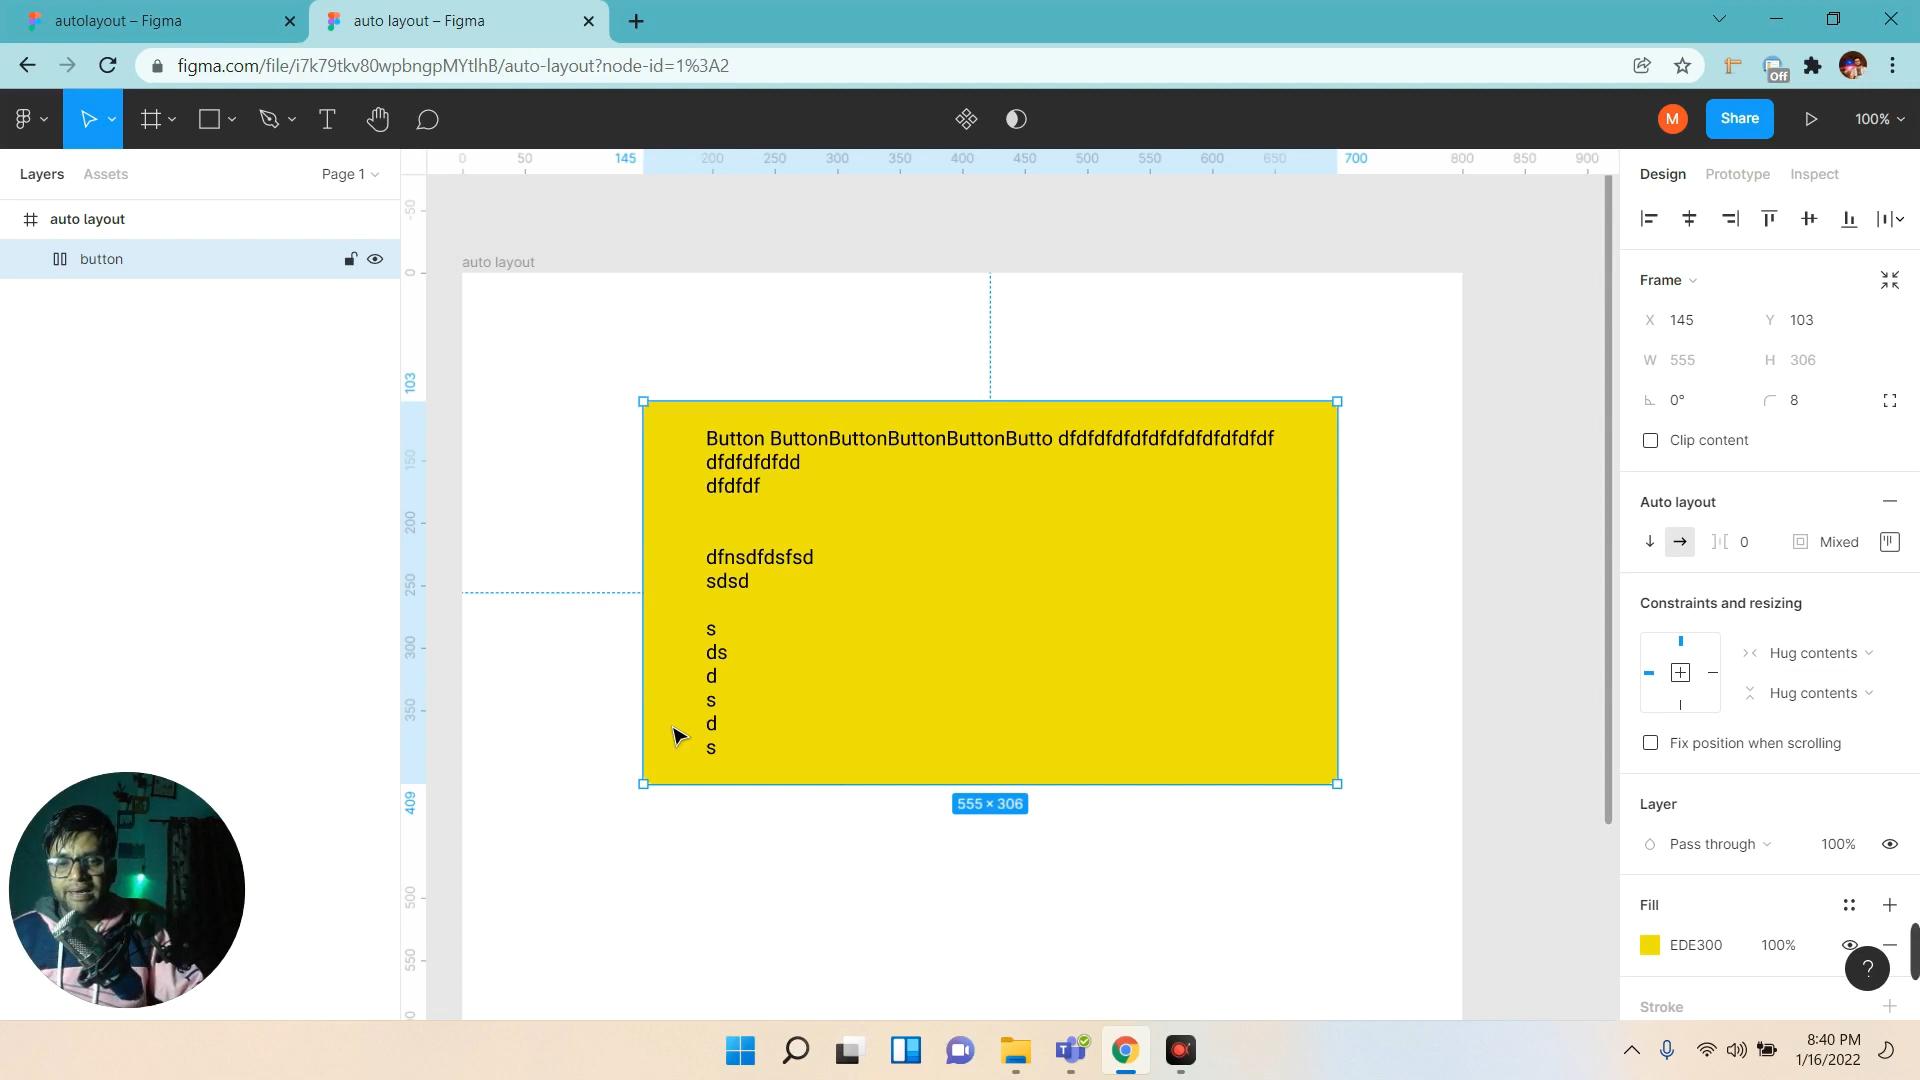 autolayout – Figma
auto layout – Figma
figma.com/file/i7k79tkv80wpbngpMYtlhB/auto-layout?node-id=1%3A2
Off
M
Share
100%
Layers
Assets
Page 1
auto layout
button
0
50
145
200
250
300
350
400
450
500
550
600
650
700
800
850
900
-50
0
103
150
200
250
300
350
409
500
550
auto layout
Button ButtonButtonButtonButtonButto dfdfdfdfdfdfdfdfdfdfdfdf
dfdfdfdfdd
dfdfdf
dfnsdfdsfsd
sdsd
s
ds
d
s
d
s
555 × 306
Design
Prototype
Inspect
Frame
X 145
Y 103
W 555
H 306
0°
8
Clip content
Auto layout
0
Mixed
Constraints and resizing
Hug contents
Hug contents
Fix position when scrolling
Layer
Pass through
100%
Fill
EDE300
100%
?
Stroke
8:40 PM
1/16/2022